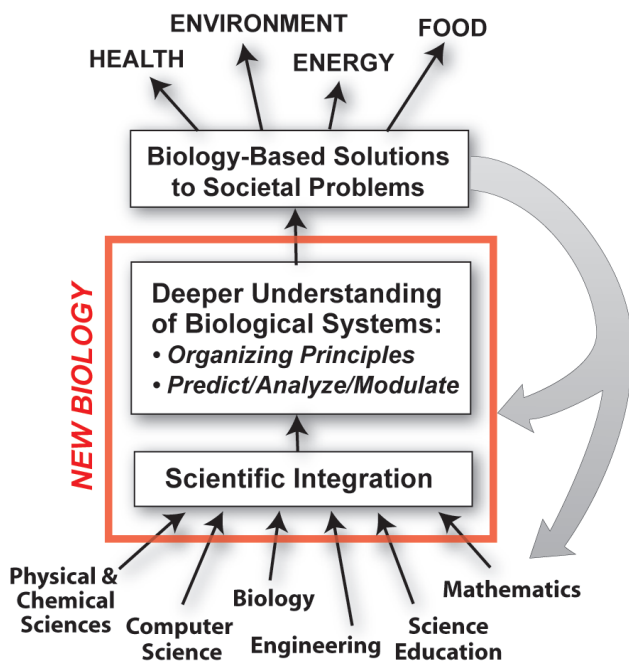 ENVIRONMENT
FOOD
HEALTH
ENERGY
Biology-Based Solutions
to Societal Problems
NEW BIOLOGY
Deeper Understanding
of Biological Systems:
• Organizing Principles
• Predict/Analyze/Modulate
Scientific Integration
Physical &
Chemical
Sciences
Computer
Science
Biology
Engineering
Science
Education
Mathematics